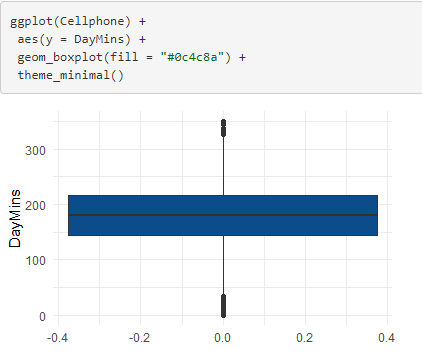 ggplot(Cellphone) +
aes(y = DayMins) +
geom_boxplot(fill = "#0c4c8a") +
theme_minimal()
300
200
100
0
DayMins
-0.4 -0.2 0.0 0.2 0.4